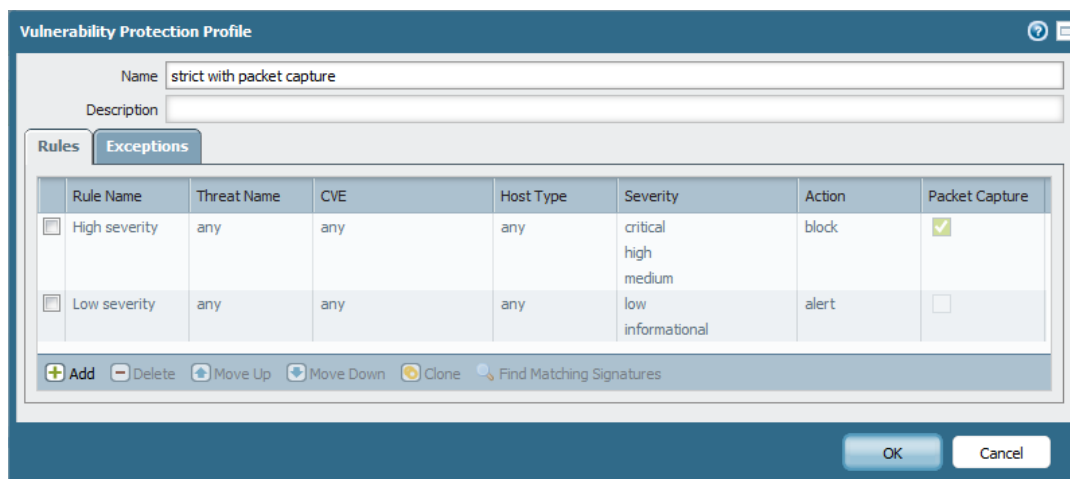 Vulnerability Protection Profile
Name strict with packet capture
Description
Rules Exceptions
Rule Name Threat Name CVE Host Type Severity Action Packet Capture
High severity any any any critical block
high
medium
Low severity any any any low alert
informational
Add Delete Move Up Move Down Clone Find Matching Signatures
OK Cancel